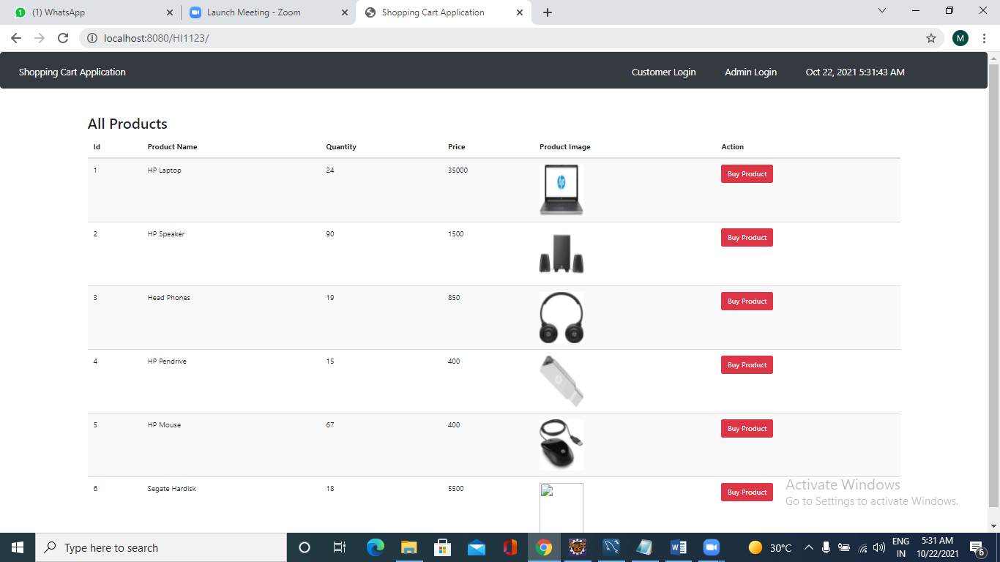 1 (1) WhatsApp
Launch Meeting - Zoom
Shopping Cart Application
localhost:8080/HI1123/
M
Shopping Cart Application Customer Login Admin Login Oct 22, 2021 5:31:43 AM
All Products
Id Product Name Quantity Price Product Image Action
1 HP Laptop 24 35000 Buy Product
hp
2 HP Speaker 90 1500 Buy Product
3 Head Phones 19 850 Buy Product
4 HP Pendrive 15 400 Buy Product
5 HP Mouse 67 400 Buy Product
6 Segate Hardisk 18 5500 Buy Product
Activate Windows
Go to Settings to activate Windows.
Type here to search
30°C
ENG
IN
5:31 AM
10/22/2021
6